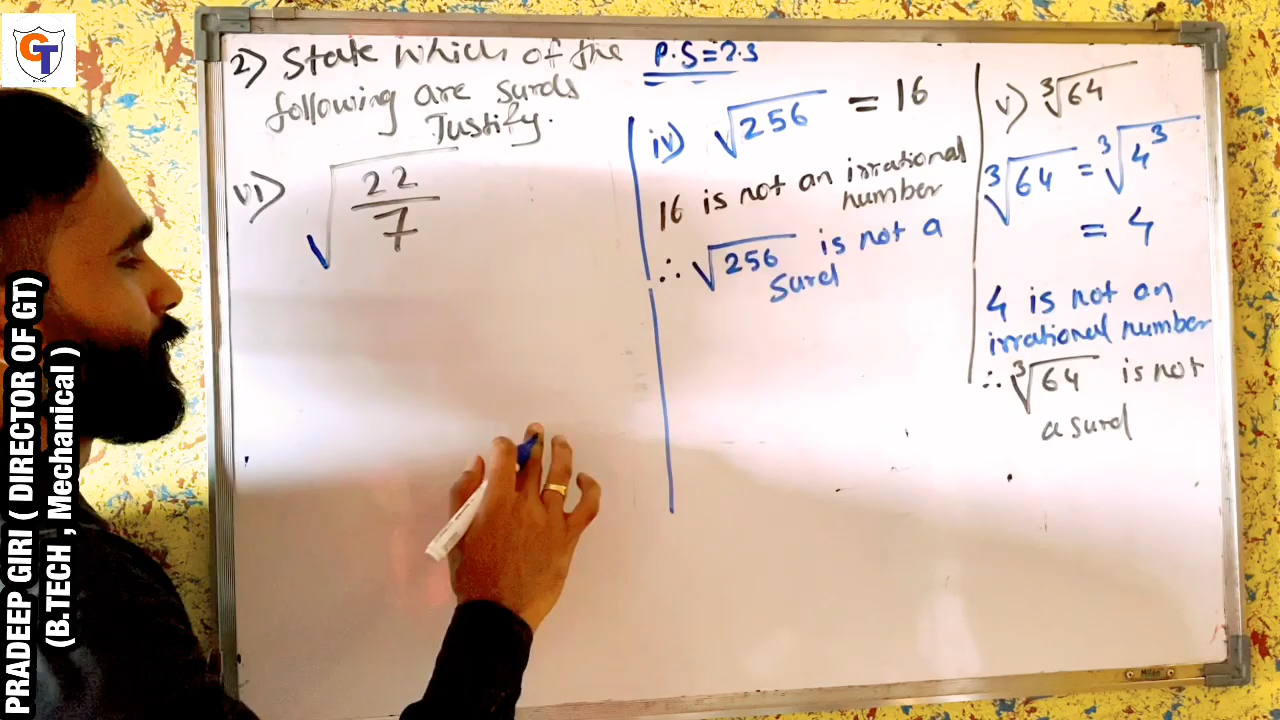 GT
PRADEEP GIRI ( DIRECTOR OF GT)
(B.TECH , Mechanical )
2) State which of the
following are surds
Justify.
vi) √22/7
P.S = 2.3
iv) √256 = 16
16 is not an irrational
number
∴ √256 is not a
Surd
v) ³√64
³√64 = ³√4³
= 4
4 is not an
irrational number
∴ ³√64 is not
a surd